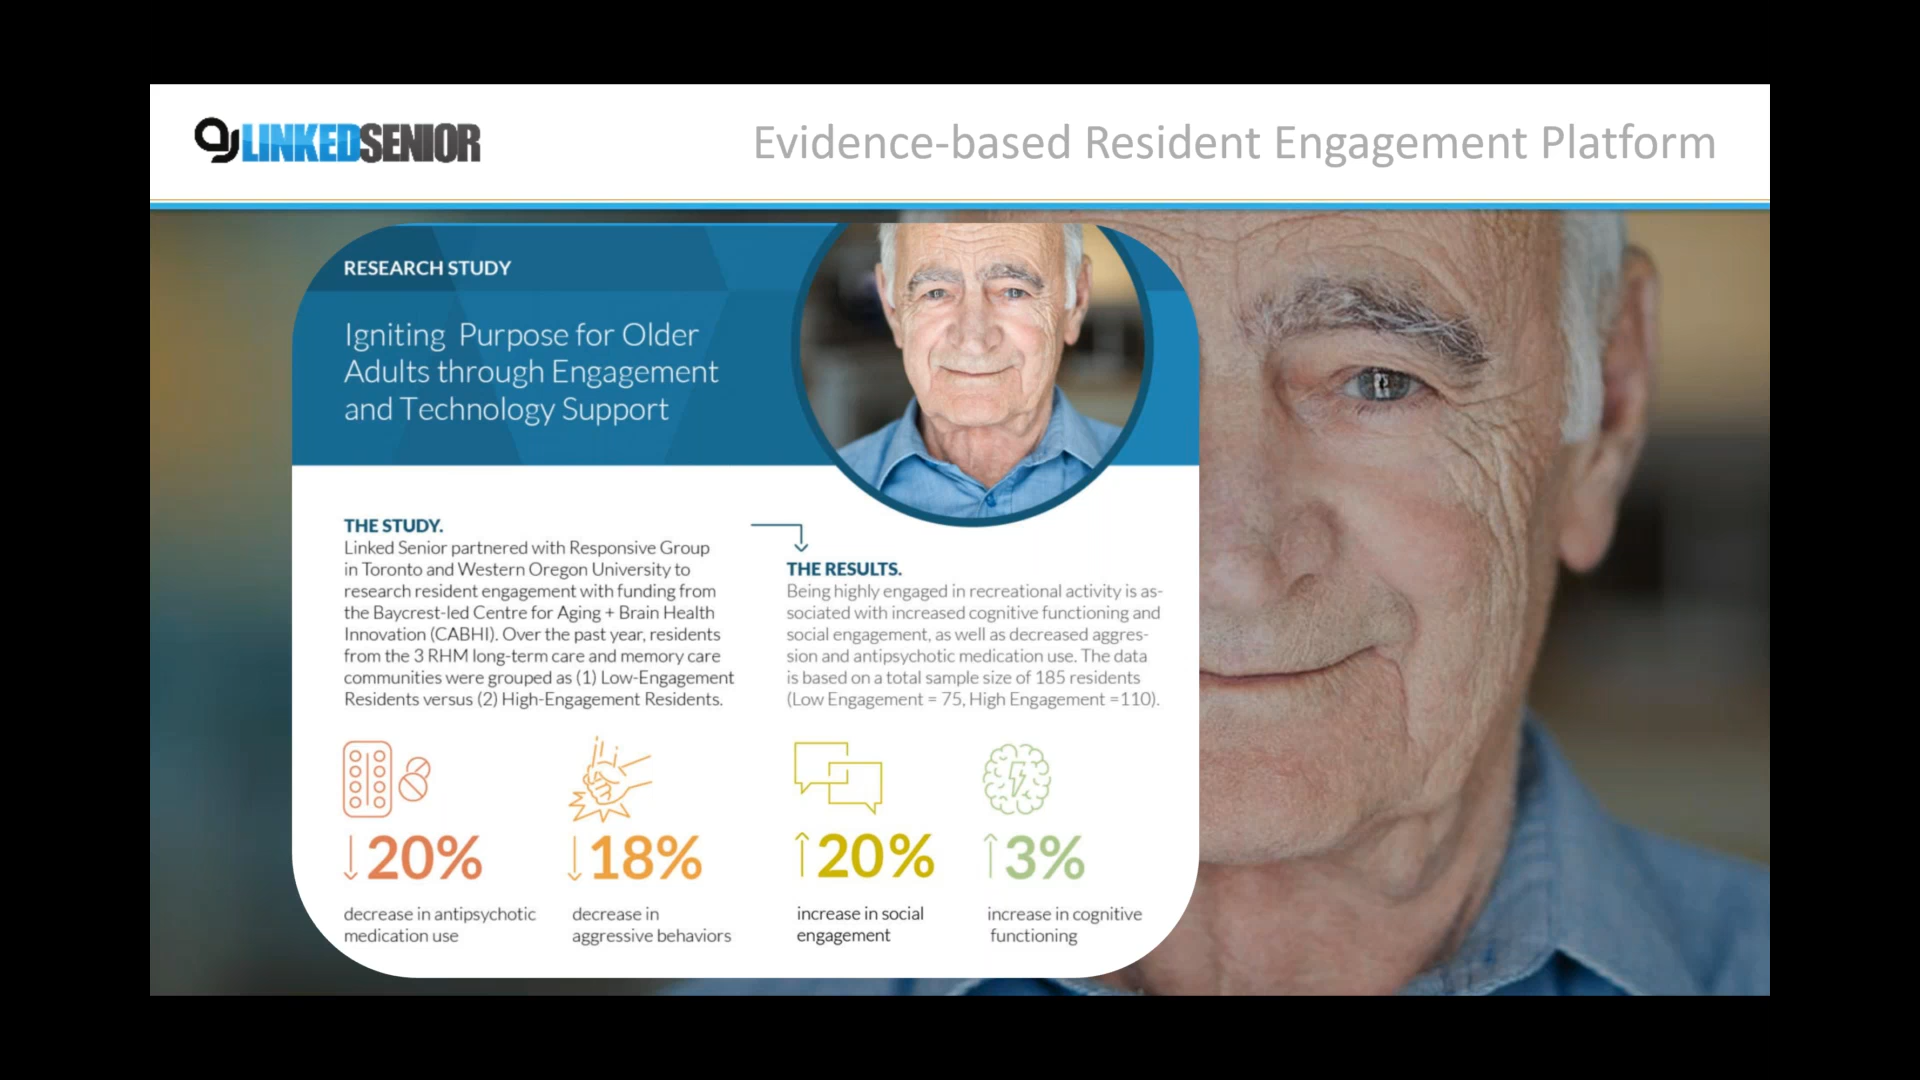 LINKEDSENIOR
Evidence-based Resident Engagement Platform
RESEARCH STUDY
Igniting Purpose for Older
Adults through Engagement
and Technology Support
THE STUDY.
Linked Senior partnered with Responsive Group
in Toronto and Western Oregon University to
research resident engagement with funding from
the Baycrest-led Centre for Aging + Brain Health
Innovation (CABHI). Over the past year, residents
from the 3 RHM long-term care and memory care
communities were grouped as (1) Low-Engagement
Residents versus (2) High-Engagement Residents.
THE RESULTS.
Being highly engaged in recreational activity is as-
sociated with increased cognitive functioning and
social engagement, as well as decreased aggres-
sion and antipsychotic medication use. The data
is based on a total sample size of 185 residents
(Low Engagement = 75, High Engagement =110).
↓20%
decrease in antipsychotic
medication use
↓18%
decrease in
aggressive behaviors
↑20%
increase in social
engagement
↑3%
increase in cognitive
functioning